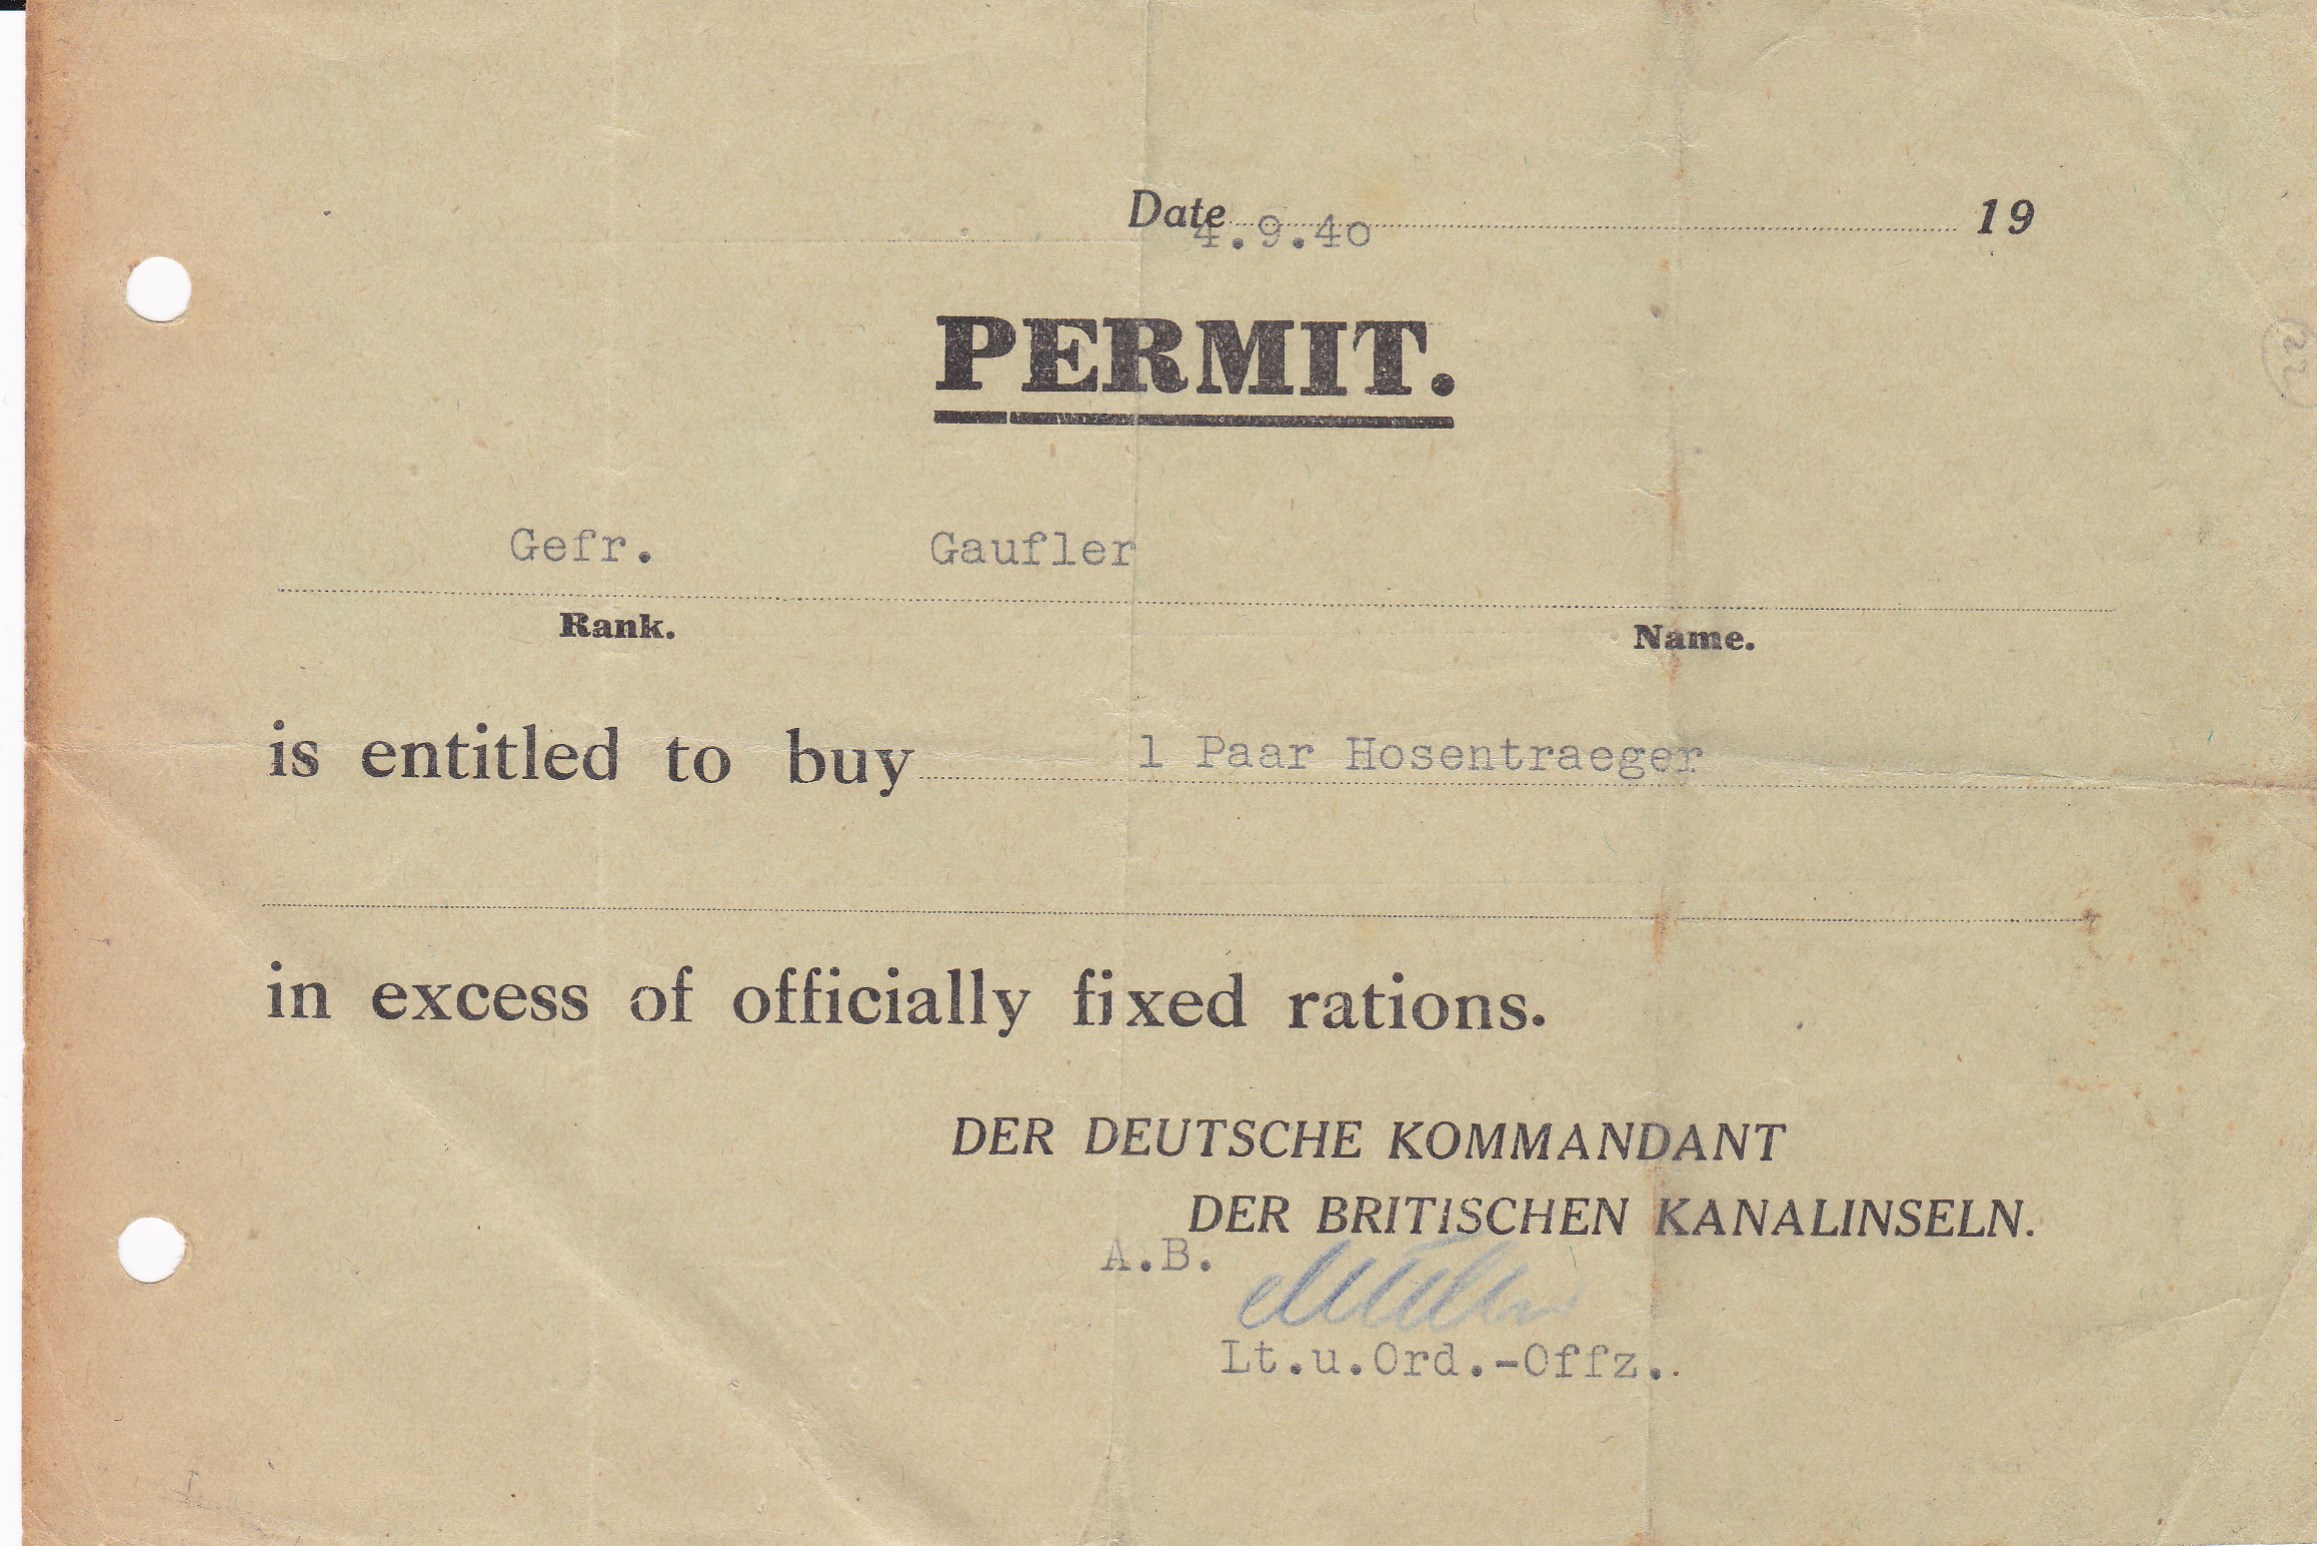 Date 4.9.40 19
PERMIT.
Gefr. Gaufler
Rank. Name.
is entitled to buy 1 Paar Hosentraeger
in excess of officially fixed rations.
DER DEUTSCHE KOMMANDANT
DER BRITISCHEN KANALINSELN.
A.B.
Lt.u.Ord.-Offz..